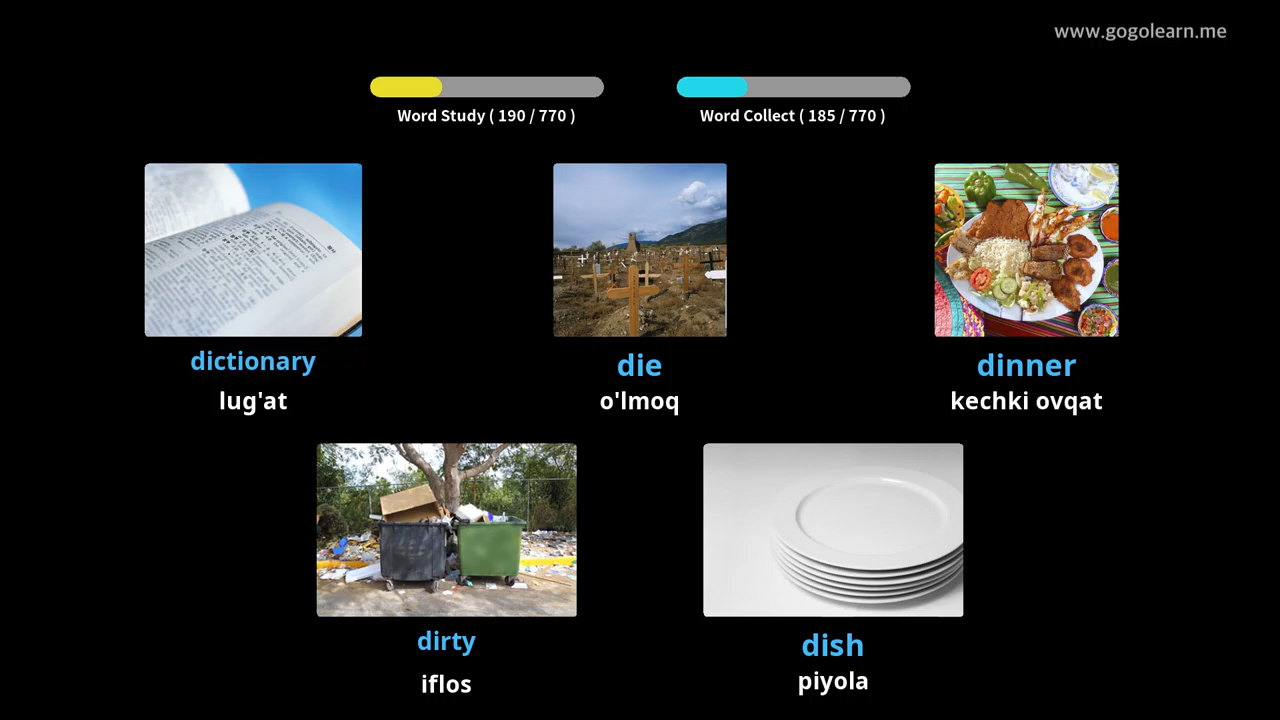 www.gogolearn.me
Word Study ( 190 / 770 )
Word Collect ( 185 / 770 )
dictionary
lug'at
die
o'lmoq
dinner
kechki ovqat
dirty
iflos
dish
piyola